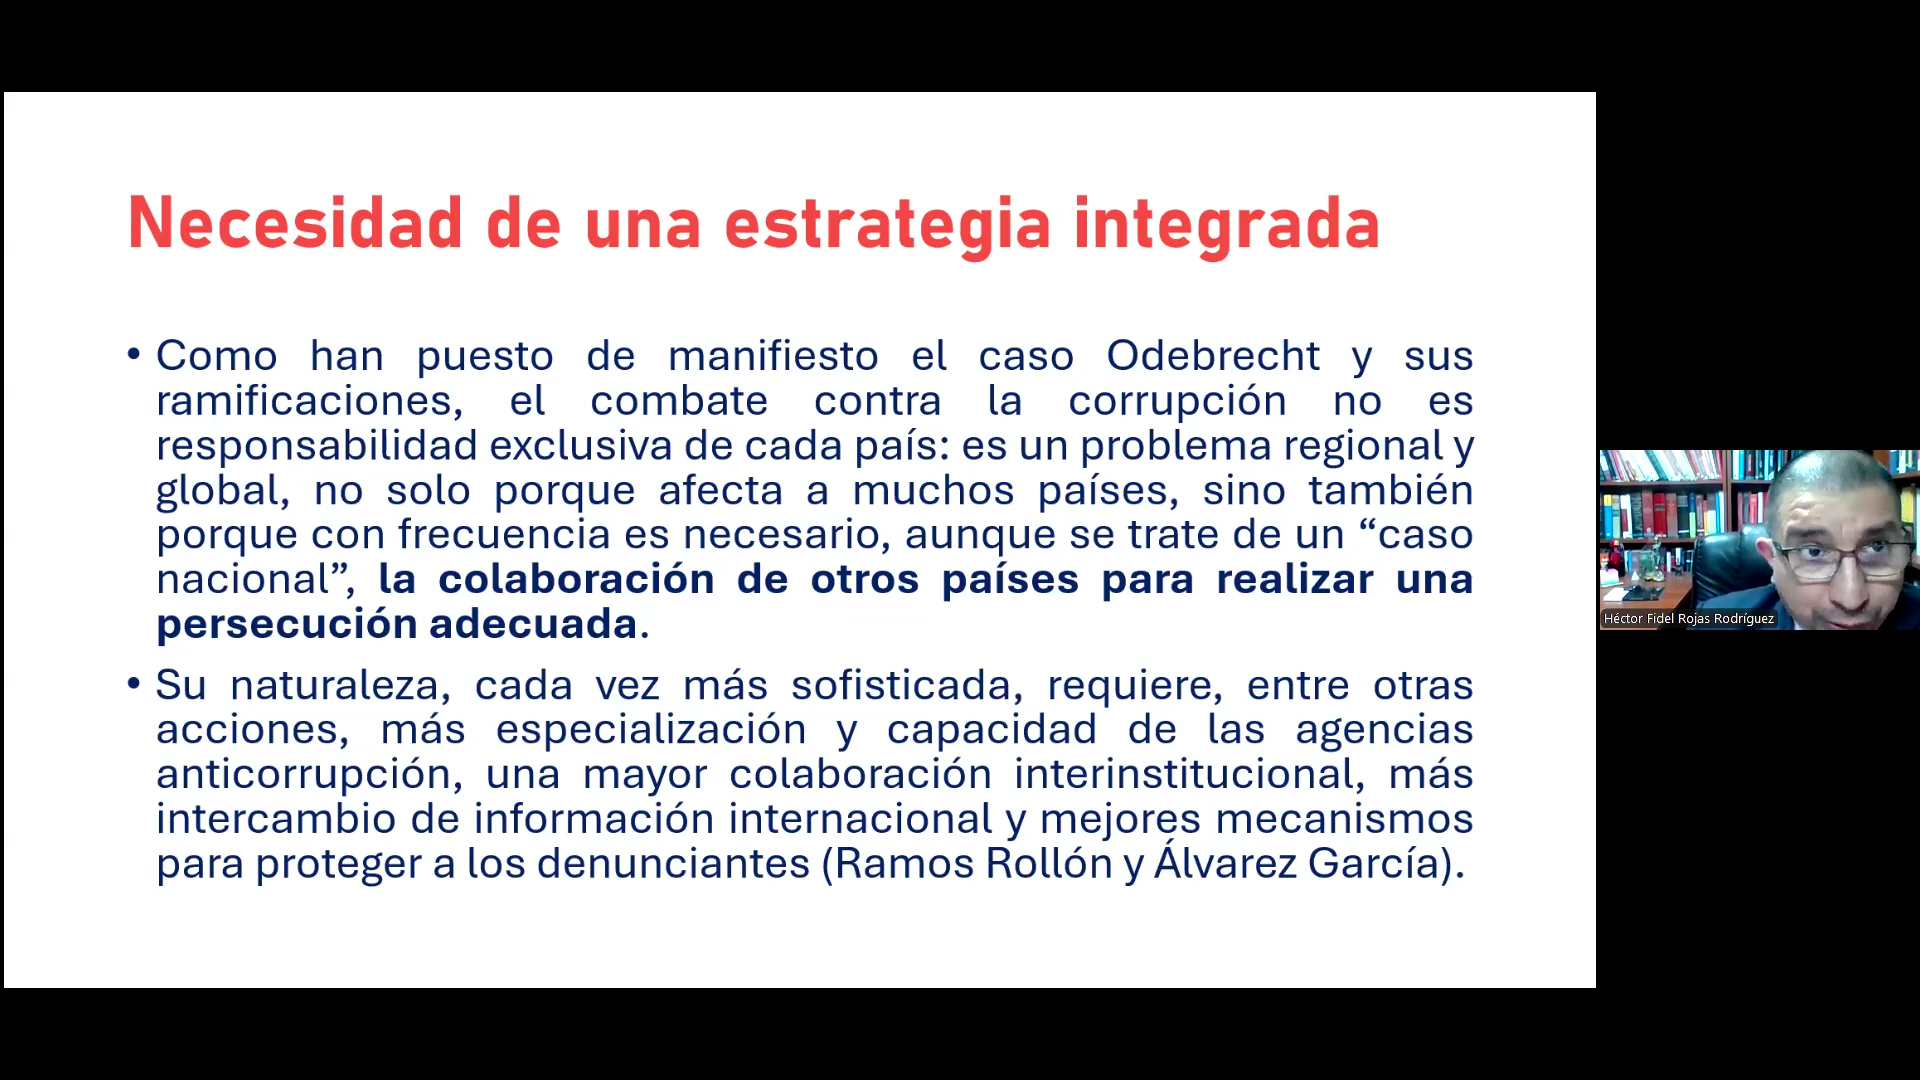 Necesidad de una estrategia integrada
• Como han puesto de manifiesto el caso Odebrecht y sus
ramificaciones, el combate contra la corrupción no es
responsabilidad exclusiva de cada país: es un problema regional y
global, no solo porque afecta a muchos países, sino también
porque con frecuencia es necesario, aunque se trate de un “caso
nacional”, la colaboración de otros países para realizar una
persecución adecuada.
• Su naturaleza, cada vez más sofisticada, requiere, entre otras
acciones, más especialización y capacidad de las agencias
anticorrupción, una mayor colaboración interinstitucional, más
intercambio de información internacional y mejores mecanismos
para proteger a los denunciantes (Ramos Rollón y Álvarez García).
Héctor Fidel Rojas Rodríguez